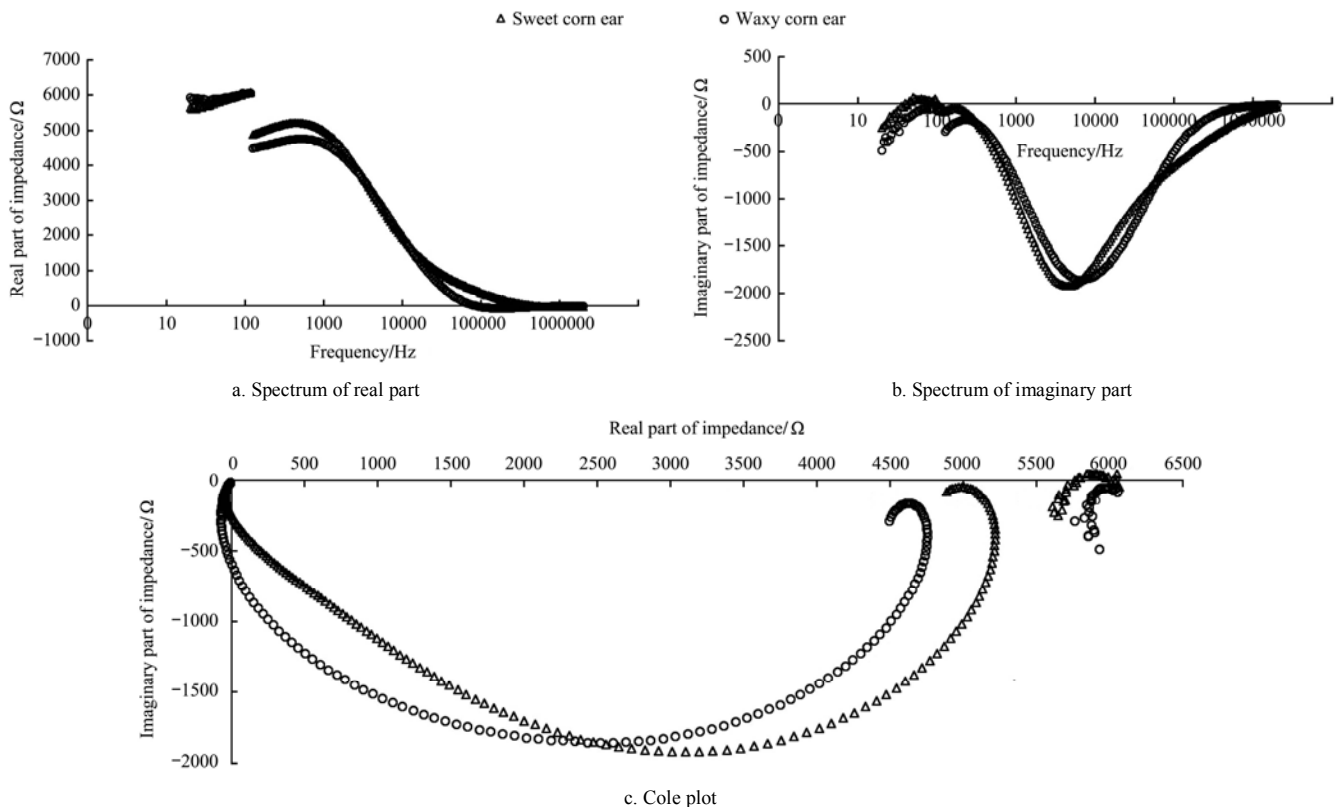 Sweet corn ear Waxy corn ear
7000
6000
5000
4000
3000
2000
1000
0
−1000
0 10 100 1000 10000 100000 1000000
Real part of impedance/ Ω
Frequency/Hz
a. Spectrum of real part
500
0
−500
−1000
−1500
−2000
−2500
0 10 100 1000 10000 100000 1000000
Imaginary part of impedance/ Ω
Frequency/Hz
b. Spectrum of imaginary part
Real part of impedance/ Ω
0 500 1000 1500 2000 2500 3000 3500 4000 4500 5000 5500 6000 6500
0
−500
−1000
−1500
−2000
Imaginary part of impedance/ Ω
c. Cole plot